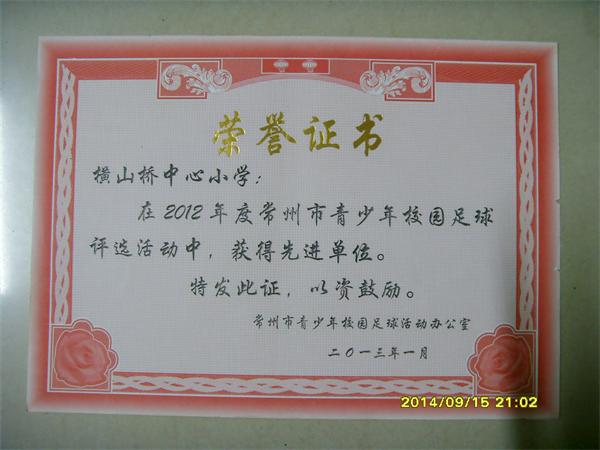 荣誉证书
横山桥中心小学：
在2012年度常州市青少年校园足球
评选活动中，获得先进单位。
特发此证，以资鼓励。
常州市青少年校园足球活动办公室
二〇一三年一月
2014/09/15 21:02